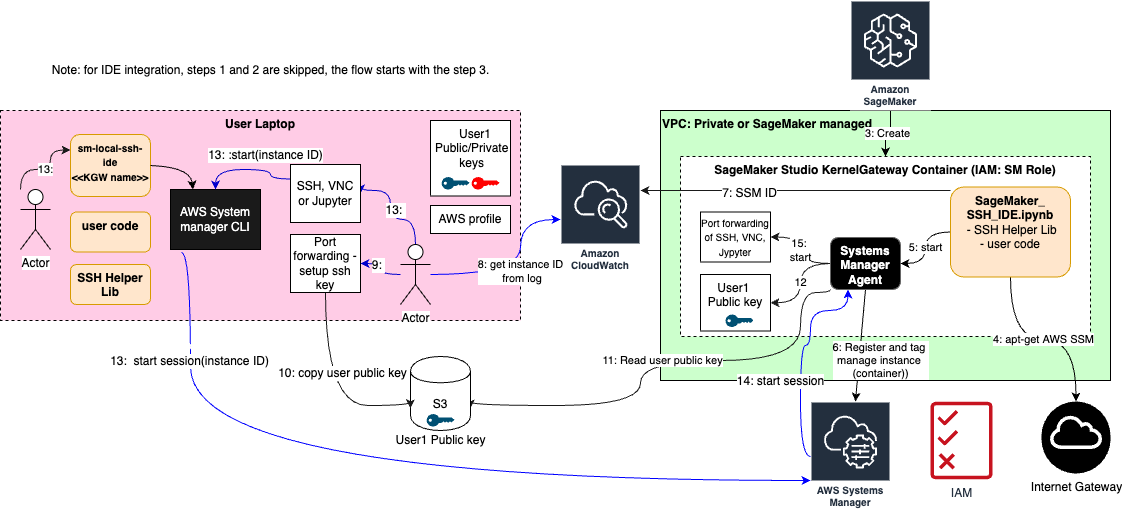 Note: for IDE integration, steps 1 and 2 are skipped, the flow starts with the step 3.
Amazon
SageMaker
User Laptop
13:
sm-local-ssh-
ide
<<KGW name>>
Actor
user code
SSH Helper
Lib
AWS System
manager CLI
13: :start(instance ID)
SSH, VNC
or Jupyter
13:
Port
forwarding -
setup ssh
key
9:
Actor
User1
Public/Private
keys
AWS profile
8: get instance ID
from log
Amazon
CloudWatch
VPC: Private or SageMaker managed
3: Create
SageMaker Studio KernelGateway Container (IAM: SM Role)
7: SSM ID
SageMaker_
SSH_IDE.ipynb
- SSH Helper Lib
- user code
Port forwarding
of SSH, VNC,
Jupyter
15:
start
Systems
Manager
Agent
5: start
12
User1
Public key
4: apt-get AWS SSM
6: Register and tag
manage instance
(container))
11: Read user public key
14: start session
13:  start session(instance ID)
10: copy user public key
S3
User1 Public key
AWS Systems
Manager
IAM
Internet Gateway